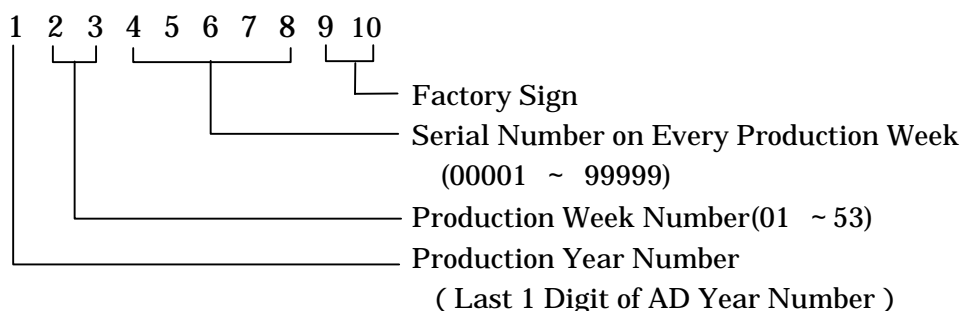 1 2 3 4 5 6 7 8 9 10
Factory Sign
Serial Number on Every Production Week
(00001 ~ 99999)
Production Week Number(01 ~ 53)
Production Year Number
( Last 1 Digit of AD Year Number )